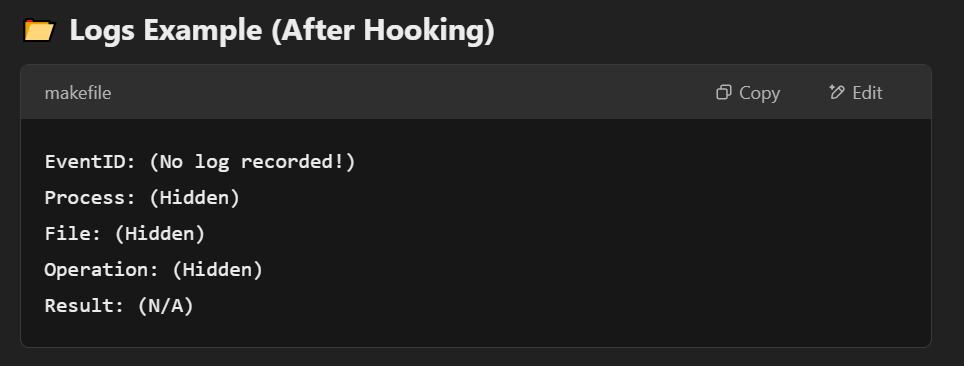 Logs Example (After Hooking)
makefile
Copy
Edit
EventID: (No log recorded!)
Process: (Hidden)
File: (Hidden)
Operation: (Hidden)
Result: (N/A)